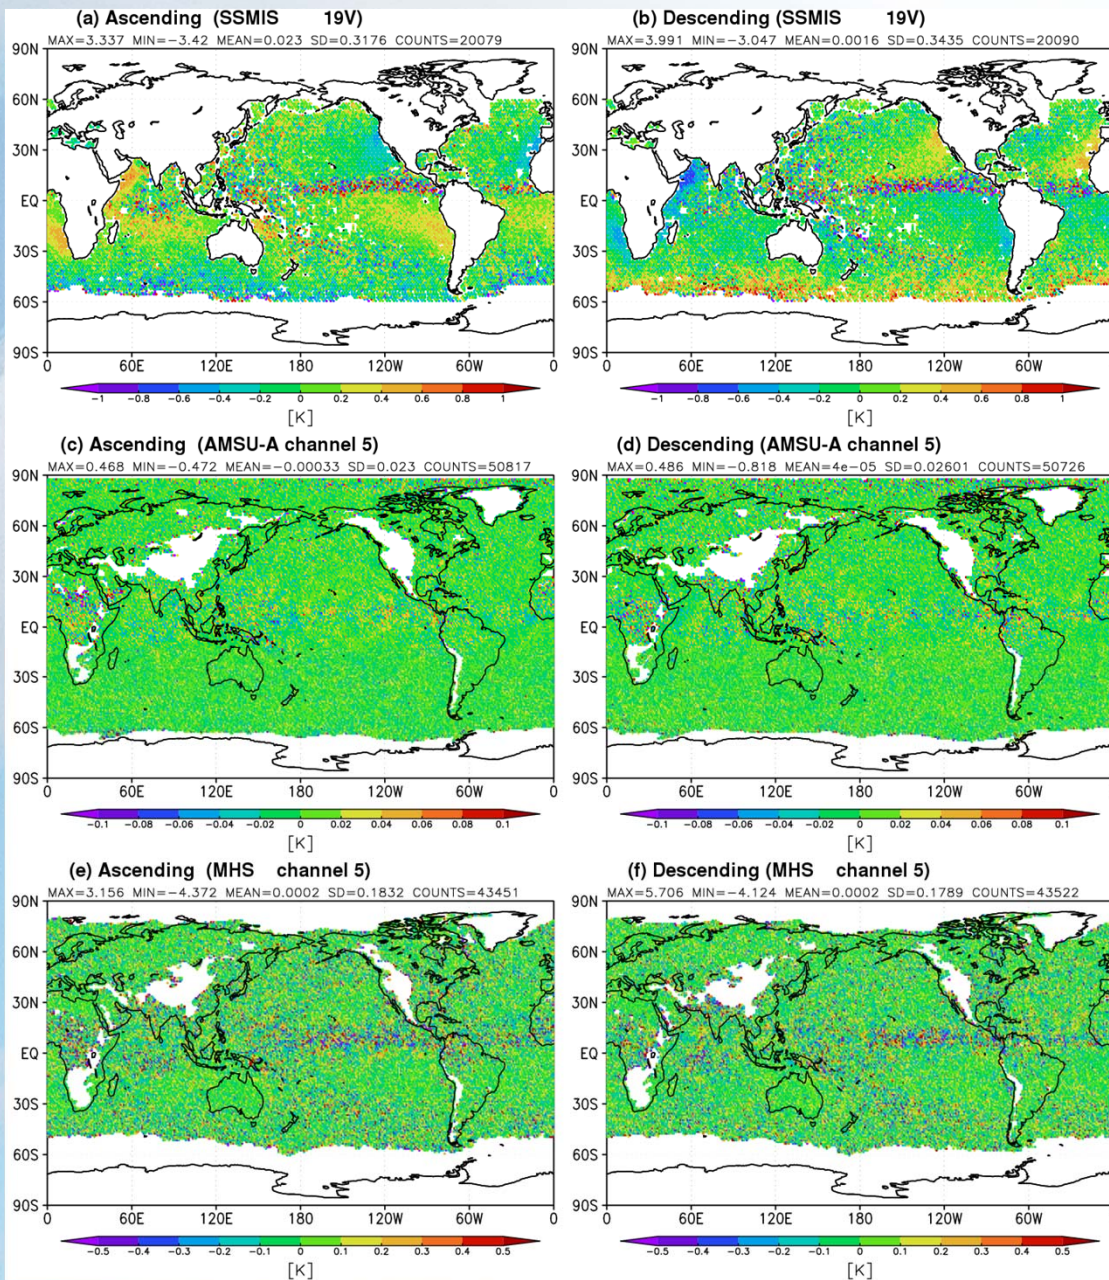 (a) Ascending (SSMIS 19V)
MAX=3.337 MIN=-3.42 MEAN=0.023 SD=0.3176 COUNTS=20079
90N
60N
30N
EQ
30S
60S
90S
0 60E 120E 180 120W 60W 0
-1 -0.8 -0.6 -0.4 -0.2 0 0.2 0.4 0.6 0.8 1
[K]
(b) Descending (SSMIS 19V)
MAX=3.991 MIN=-3.047 MEAN=0.0016 SD=0.3435 COUNTS=20090
90N
60N
30N
EQ
30S
60S
90S
0 60E 120E 180 120W 60W
-1 -0.8 -0.6 -0.4 -0.2 0 0.2 0.4 0.6 0.8 1
[K]
(c) Ascending (AMSU-A channel 5)
MAX=0.468 MIN=-0.472 MEAN=-0.00033 SD=0.023 COUNTS=50817
90N
60N
30N
EQ
30S
60S
90S
0 60E 120E 180 120W 60W 0
-0.1 -0.08 -0.06 -0.04 -0.02 0 0.02 0.04 0.06 0.08 0.1
[K]
(d) Descending (AMSU-A channel 5)
MAX=0.486 MIN=-0.818 MEAN=4e-05 SD=0.02601 COUNTS=50726
90N
60N
30N
EQ
30S
60S
90S
0 60E 120E 180 120W 60W
-0.1 -0.08 -0.06 -0.04 -0.02 0 0.02 0.04 0.06 0.08 0.1
[K]
(e) Ascending (MHS channel 5)
MAX=3.156 MIN=-4.372 MEAN=0.0002 SD=0.1832 COUNTS=43451
90N
60N
30N
EQ
30S
60S
90S
0 60E 120E 180 120W 60W 0
-0.5 -0.4 -0.3 -0.2 -0.1 0 0.1 0.2 0.3 0.4 0.5
[K]
(f) Descending (MHS channel 5)
MAX=5.706 MIN=-4.124 MEAN=0.0002 SD=0.1789 COUNTS=43522
90N
60N
30N
EQ
30S
60S
90S
0 60E 120E 180 120W 60W
-0.5 -0.4 -0.3 -0.2 -0.1 0 0.1 0.2 0.3 0.4 0.5
[K]